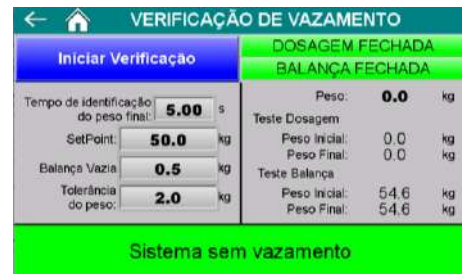 VERIFICAÇÃO DE VAZAMENTO
Iniciar Verificação
DOSAGEM FECHADA
BALANÇA FECHADA
Tempo de identificação
do peso final: 5.00 s
SetPoint: 50.0 kg
Balança Vazia 0.5 kg
Tolerância
do peso: 2.0 kg
Peso: 0.0 kg
Teste Dosagem
Peso Inicial: 0.0 kg
Peso Final: 0.0 kg
Teste Balança
Peso Inicial: 54.6 kg
Peso Final: 54.6 kg
Sistema sem vazamento